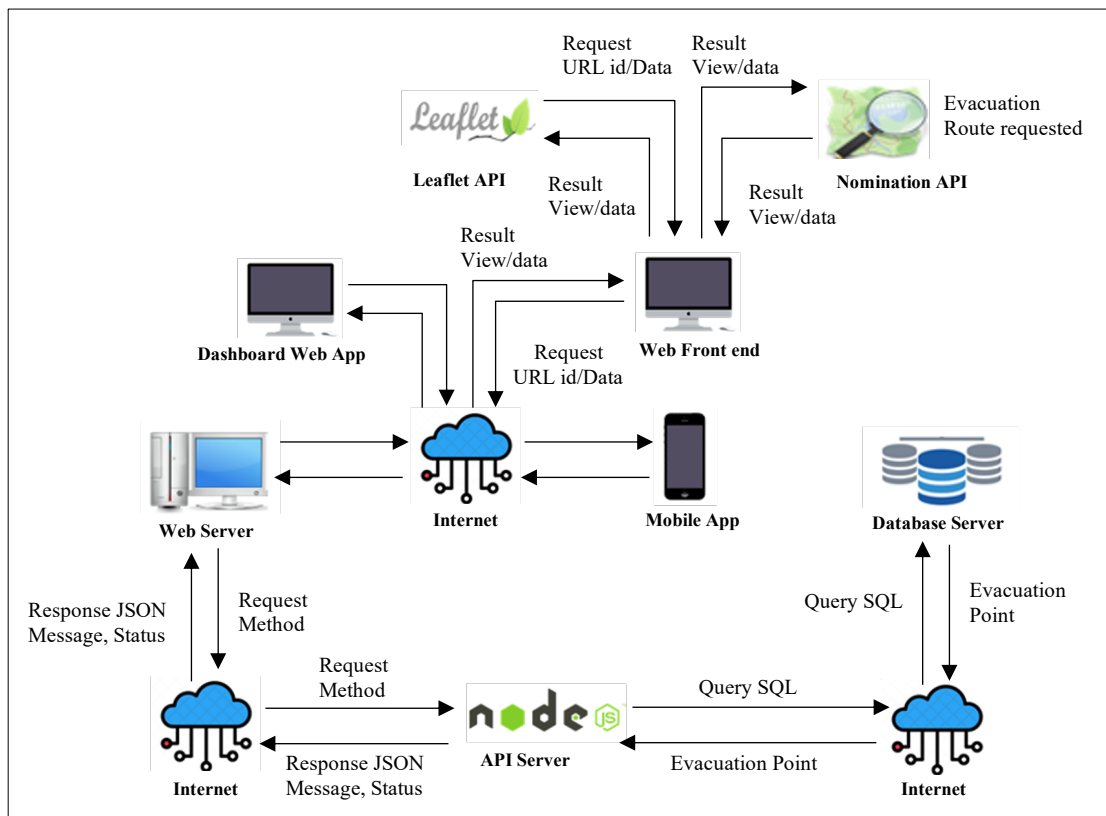 Request
URL id/Data
Result
View/data
Leaflet
Leaflet API
Evacuation
Route requested
Nomination API
Result
View/data
Result
View/data
Result
View/data
Dashboard Web App
Web Front end
Request
URL id/Data
Web Server
Internet
Mobile App
Database Server
Response JSON
Message, Status
Request
Method
Query SQL
Evacuation
Point
Request
Method
node
JS
Query SQL
API Server
Response JSON
Message, Status
Evacuation Point
Internet
Internet